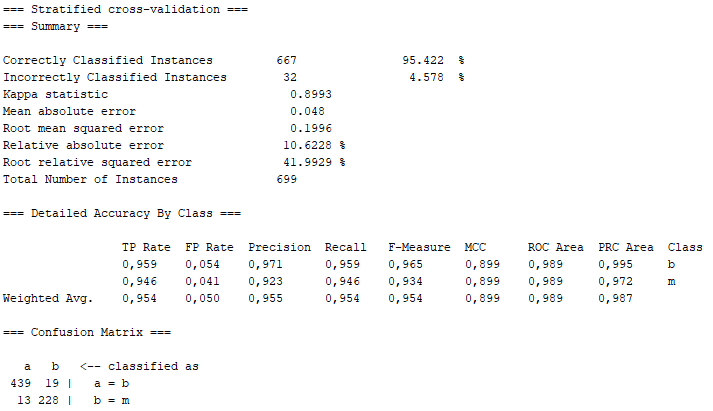 === Stratified cross-validation ===
=== Summary ===
Correctly Classified Instances 667 95.422 %
Incorrectly Classified Instances 32 4.578 %
Kappa statistic 0.8993
Mean absolute error 0.048
Root mean squared error 0.1996
Relative absolute error 10.6228 %
Root relative squared error 41.9929 %
Total Number of Instances 699
=== Detailed Accuracy By Class ===
TP Rate FP Rate Precision Recall F-Measure MCC ROC Area PRC Area Class
0,959 0,054 0,971 0,959 0,965 0,899 0,989 0,995 b
0,946 0,041 0,923 0,946 0,934 0,899 0,989 0,972 m
Weighted Avg. 0,954 0,050 0,955 0,954 0,954 0,899 0,989 0,987
=== Confusion Matrix ===
a b <-- classified as
439 19 | a = b
13 228 | b = m